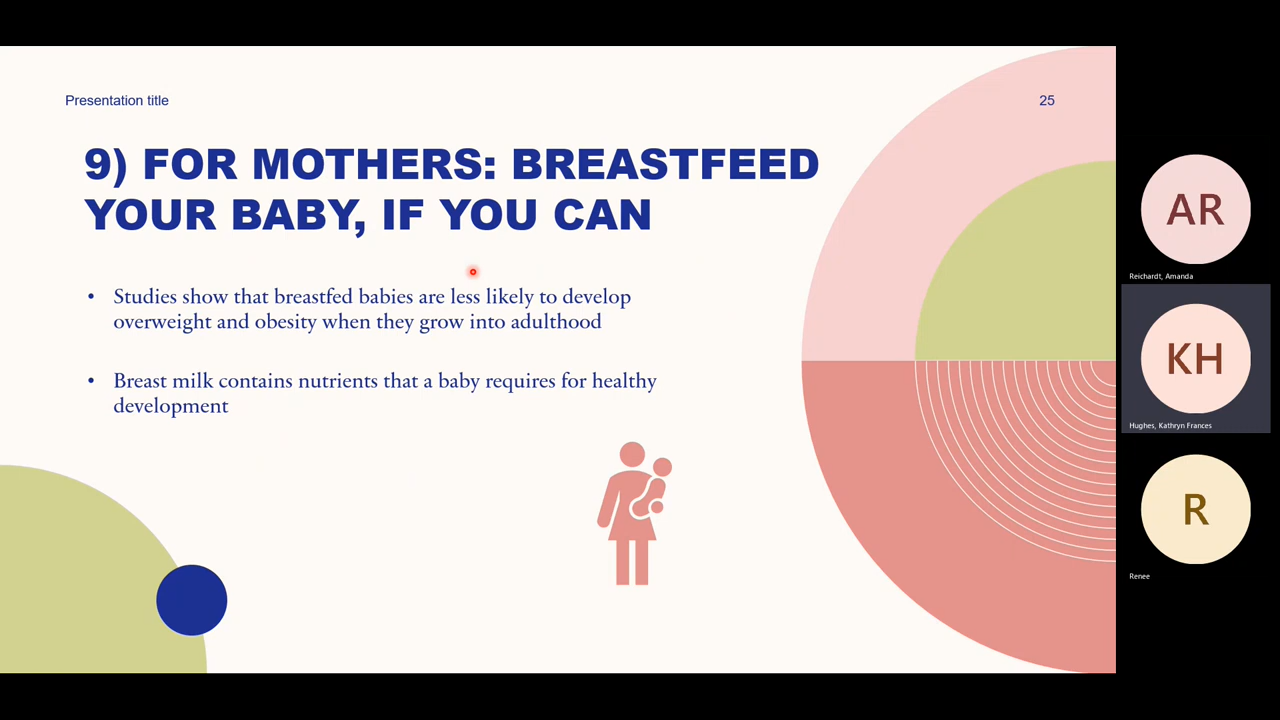 Presentation title
25
9) FOR MOTHERS: BREASTFEED
YOUR BABY, IF YOU CAN
• Studies show that breastfed babies are less likely to develop
overweight and obesity when they grow into adulthood
• Breast milk contains nutrients that a baby requires for healthy
development
AR
Reichardt, Amanda
KH
Hughes, Kathryn Frances
R
Renee